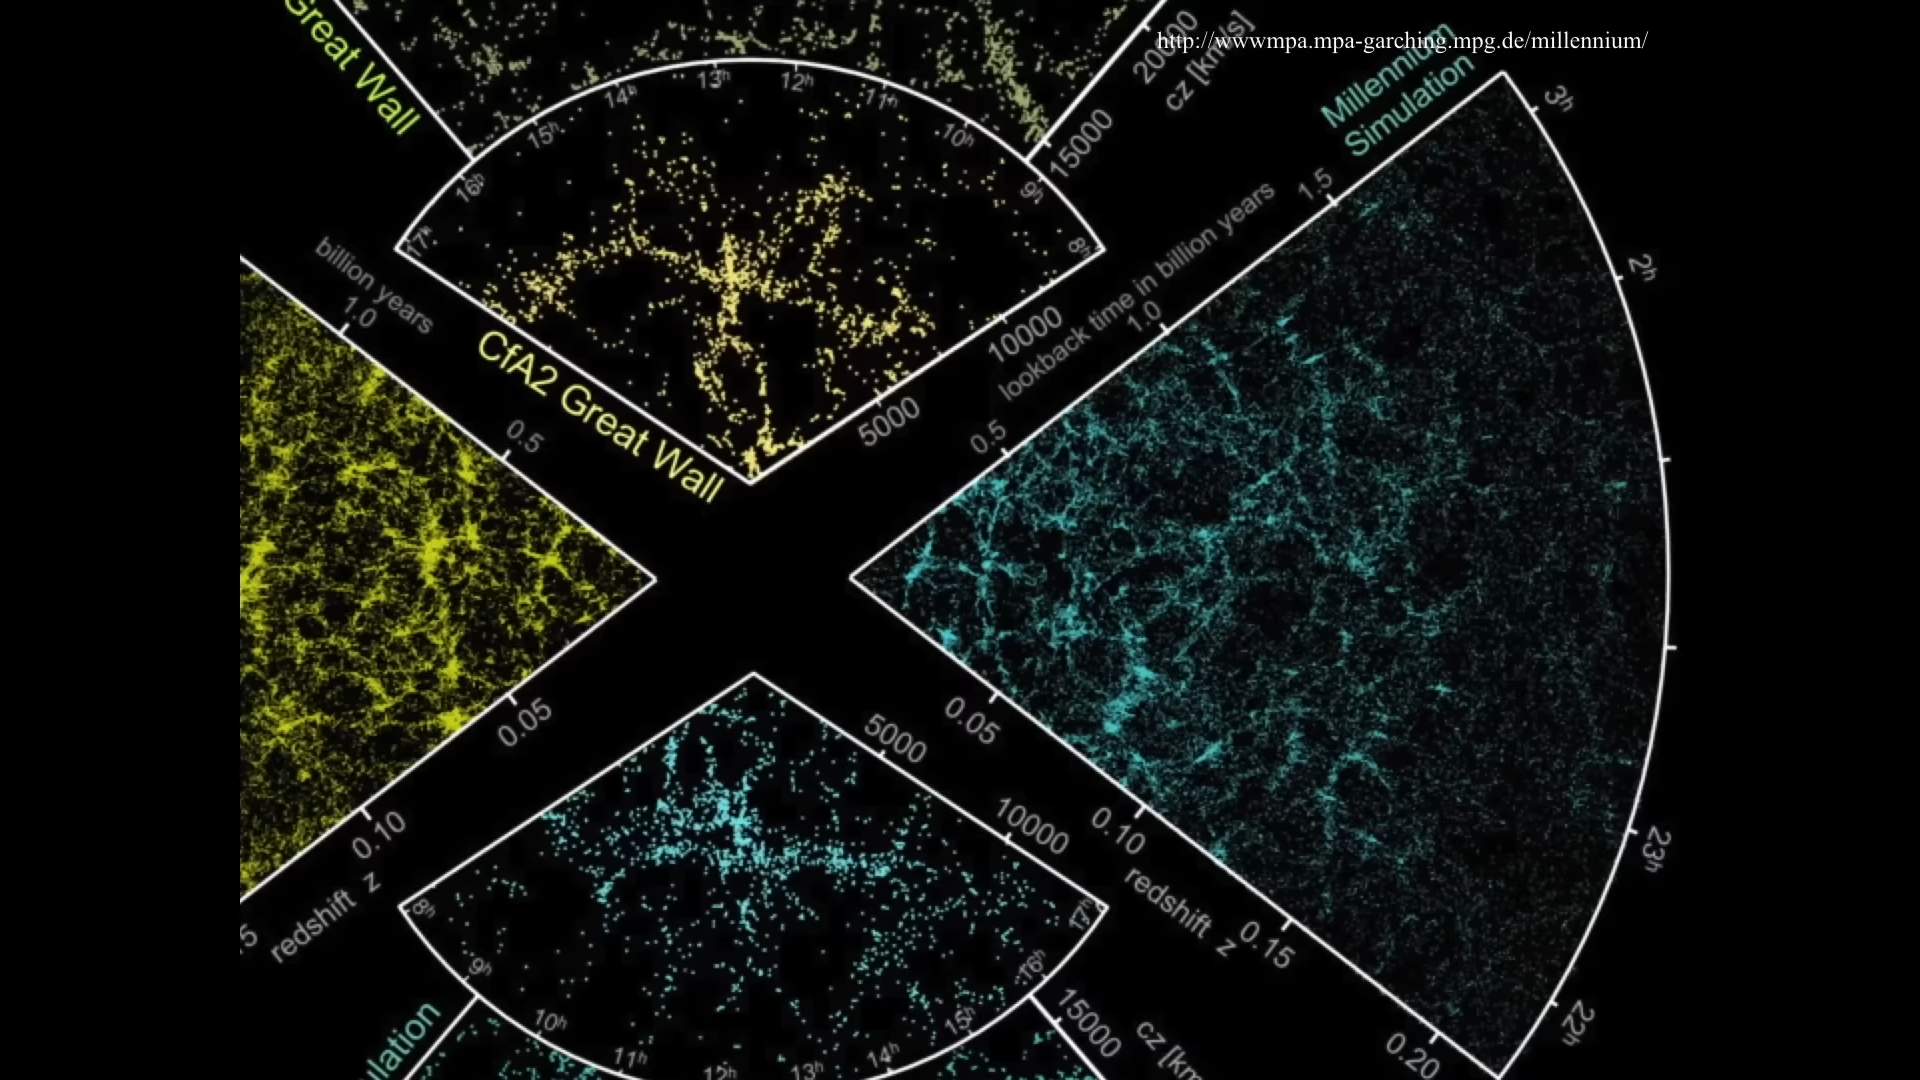 http://wwwmpa.mpa-garching.mpg.de/millennium/
Great Wall
20000
cz [km/s]
15000
13h
12h
14h
11h
15h
10h
16h
9h
17h
8h
Millennium
Simulation
3h
2h
1.5
1.0
0.5
lookback time in billion years
billion years
1.0
0.5
CfA2 Great Wall
10000
5000
0.05
0.10
redshift z
5
5000
10000
15000
cz [km
0.05
0.10
0.15
0.20
redshift z
23h
22h
8h
9h
10h
11h
12h
13h
14h
15h
16h
17h
ulation